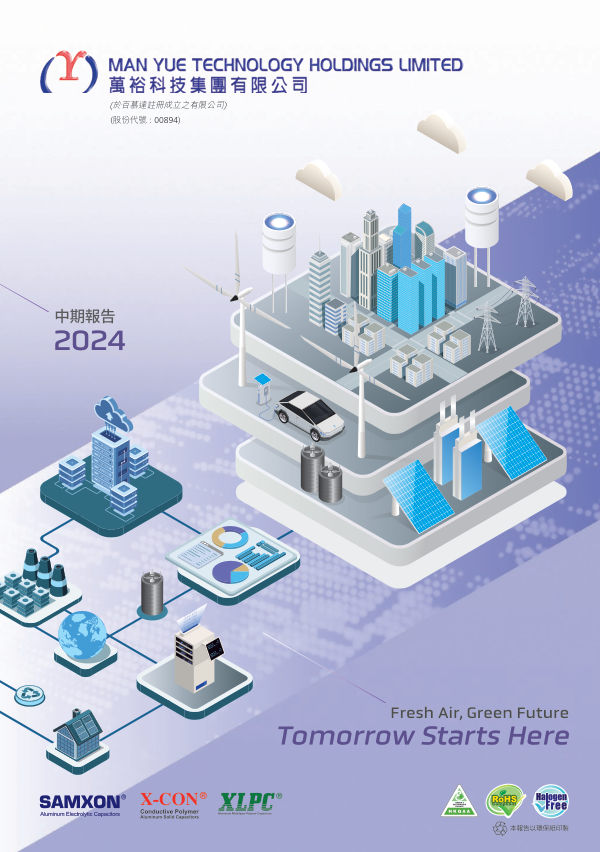 MAN YUE TECHNOLOGY HOLDINGS LIMITED
萬裕科技集團有限公司
(於百慕達註冊成立之有限公司)
(股份代號 : 00894)
中期報告
2024
Fresh Air, Green Future
Tomorrow Starts Here
SAMXON®
Aluminum Electrolytic Capacitors
X-CON®
Conductive Polymer
Aluminum Solid Capacitors
XLPC®
HKQAA
RoHS
Halogen
Free
本報告以環保紙印製